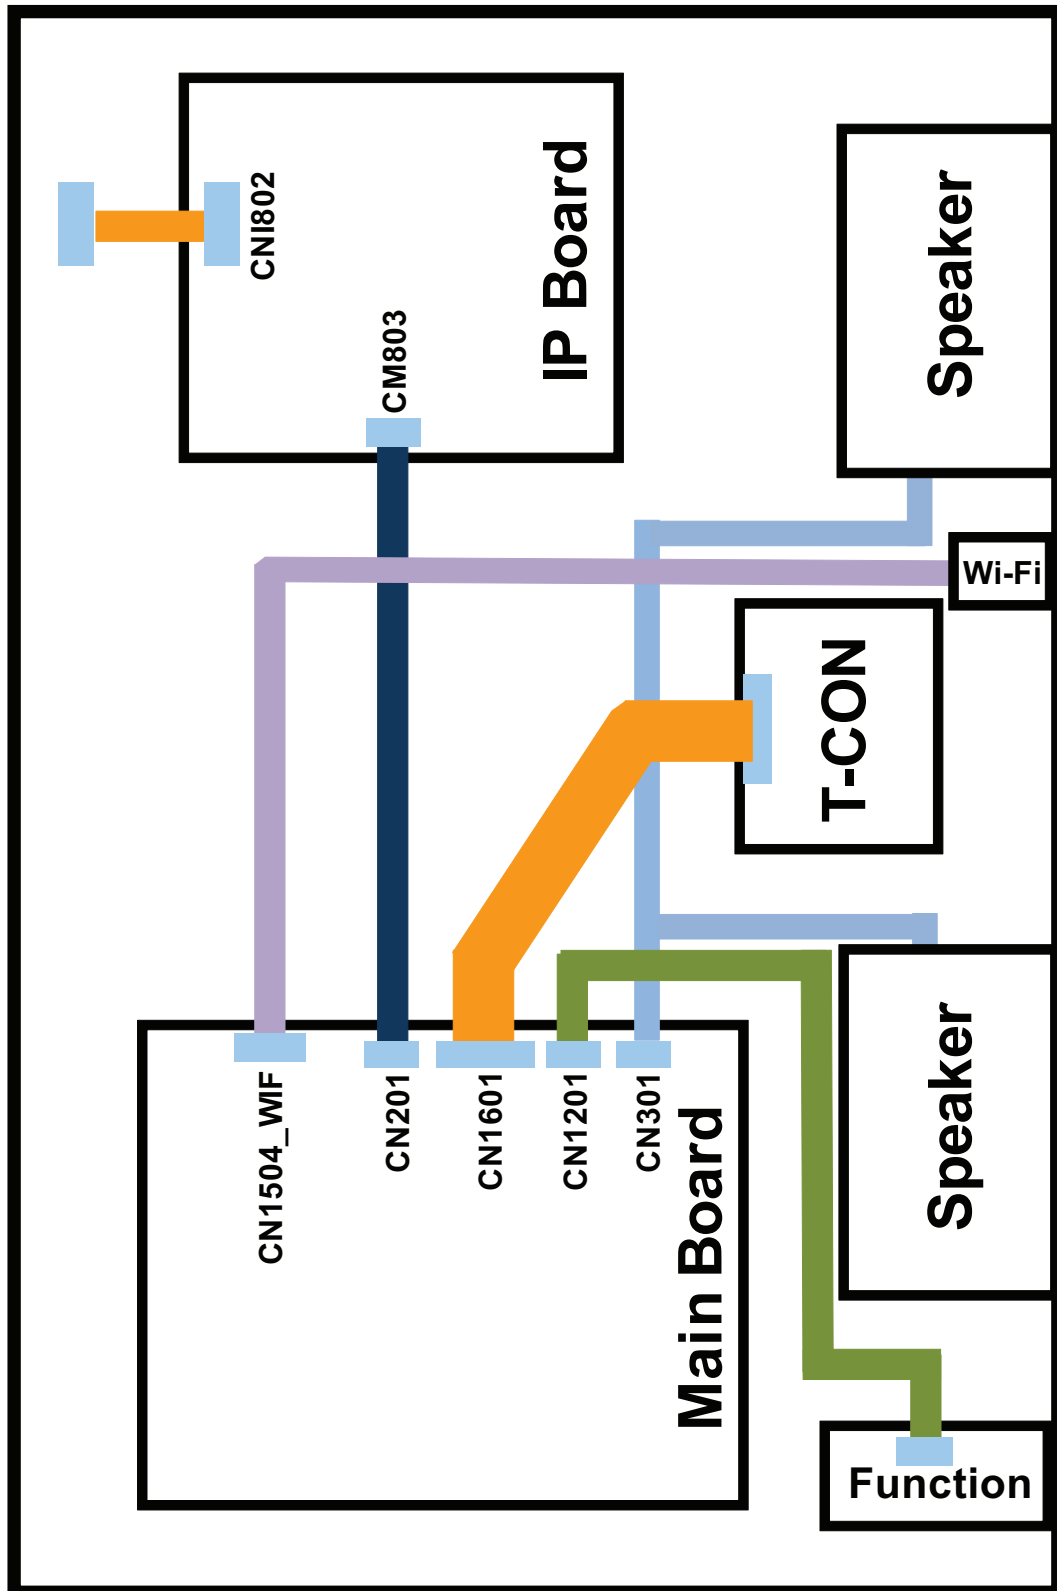 CNI802
CM803
IP Board
Speaker
Wi-Fi
T-CON
CN1504_WIF
CN201
CN1601
CN1201
CN301
Main Board
Speaker
Function